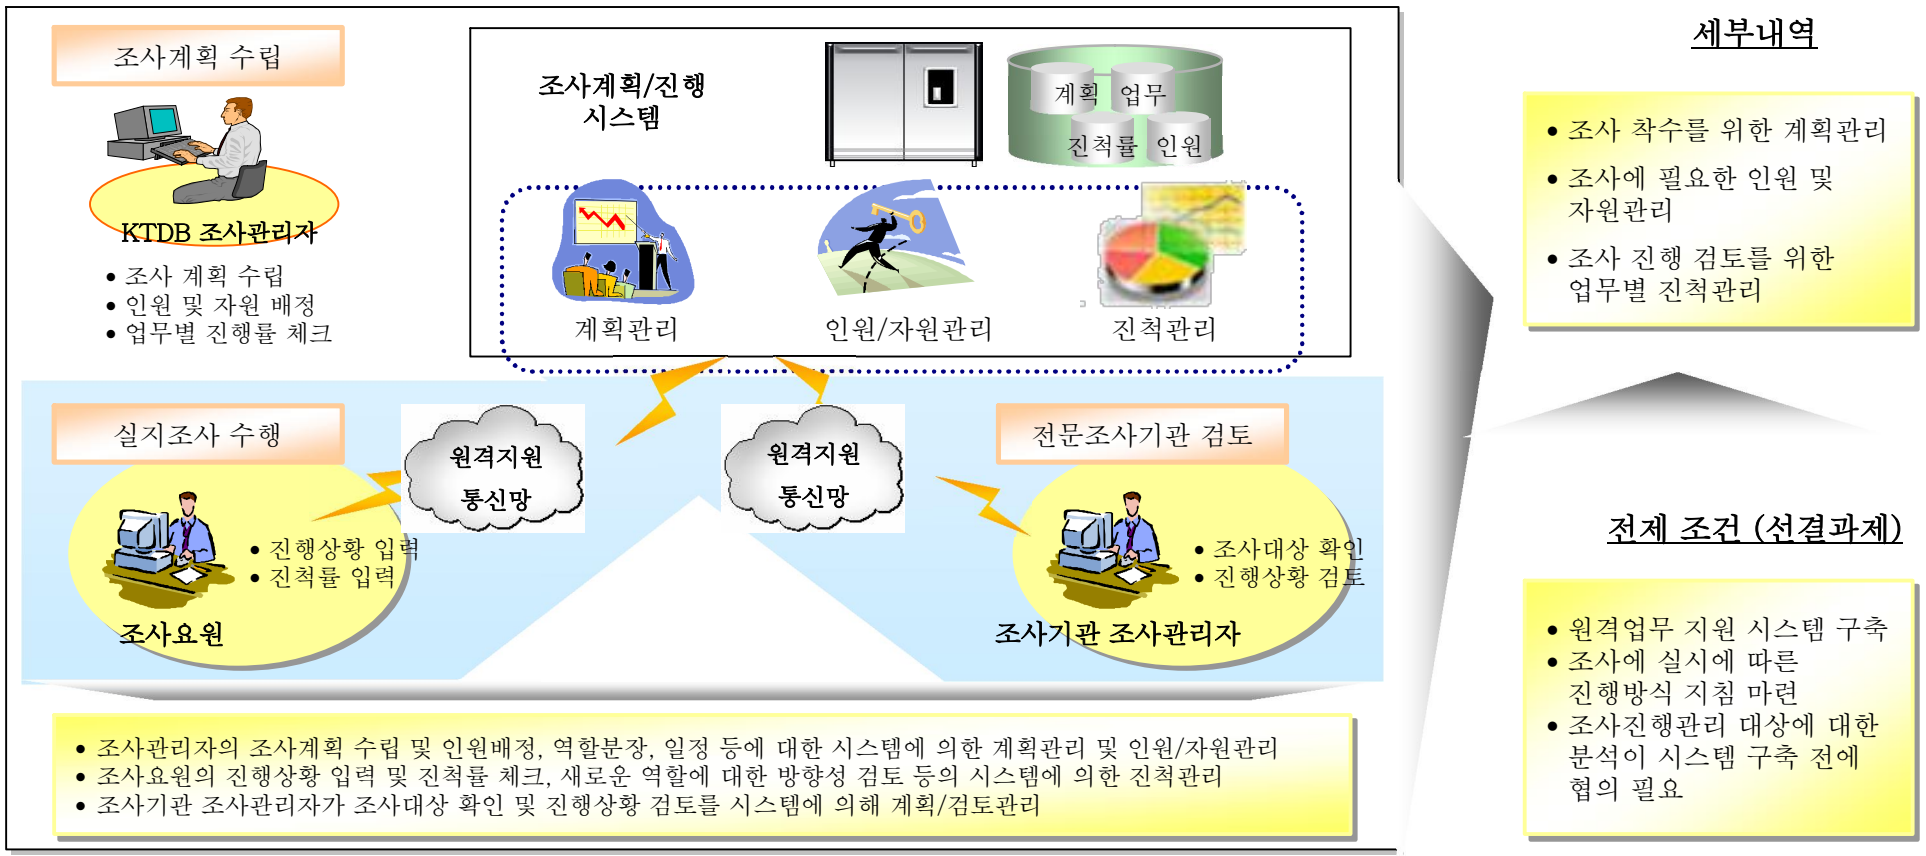 조사계획 수립
KTDB 조사관리자
• 조사 계획 수립
• 인원 및 자원 배정
• 업무별 진행률 체크
조사계획/진행
시스템
계획 업무
진척률 인원
계획관리
인원/자원관리
진척관리
실지조사 수행
원격지원
통신망
• 진행상황 입력
• 진척률 입력
조사요원
원격지원
통신망
전문조사기관 검토
• 조사대상 확인
• 진행상황 검토
조사기관 조사관리자
• 조사관리자의 조사계획 수립 및 인원배정, 역할분장, 일정 등에 대한 시스템에 의한 계획관리 및 인원/자원관리
• 조사요원의 진행상황 입력 및 진척률 체크, 새로운 역할에 대한 방향성 검토 등의 시스템에 의한 진척관리
• 조사기관 조사관리자가 조사대상 확인 및 진행상황 검토를 시스템에 의해 계획/검토관리
세부내역
• 조사 착수를 위한 계획관리
• 조사에 필요한 인원 및
자원관리
• 조사 진행 검토를 위한
업무별 진척관리
전제 조건 (선결과제)
• 원격업무 지원 시스템 구축
• 조사에 실시에 따른
진행방식 지침 마련
• 조사진행관리 대상에 대한
분석이 시스템 구축 전에
협의 필요